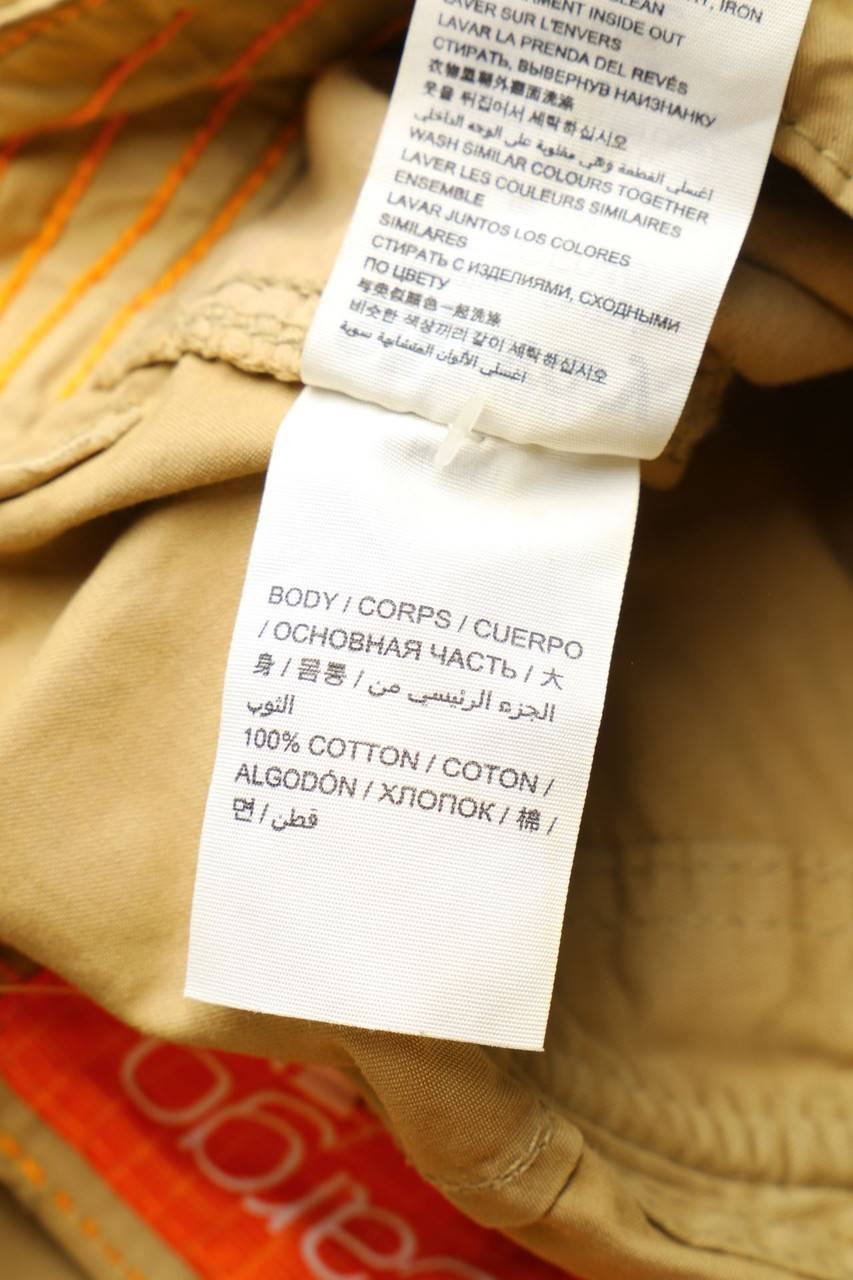 IRON
GARMENT INSIDE OUT
LAVER SUR L'ENVERS
LAVAR LA PRENDA DEL REVÉS
СТИРАТЬ, ВЫВЕРНУВ НАИЗНАНКУ
衣物里層外翻面洗滌
옷을 뒤집어서 세탁 하십시오
اغسلي القطعة وهي مقلوبة على الوجه الداخلي
WASH SIMILAR COLOURS TOGETHER
LAVER LES COULEURS SIMILAIRES
ENSEMBLE
LAVAR JUNTOS LOS COLORES
SIMILARES
СТИРАТЬ С ИЗДЕЛИЯМИ, СХОДНЫМИ
ПО ЦВЕТУ
与类似顏色一起洗滌
비슷한 색상끼리 같이 세탁 하십시오
اغسلي الألوان المتشابهة سوية
BODY / CORPS / CUERPO
/ ОСНОВНАЯ ЧАСТЬ / 大
身 / 몸통 / الجزء الرئيسي من
الثوب
100% COTTON / COTON /
ALGODÓN / ХЛОПОК / 棉 /
면 / قطن